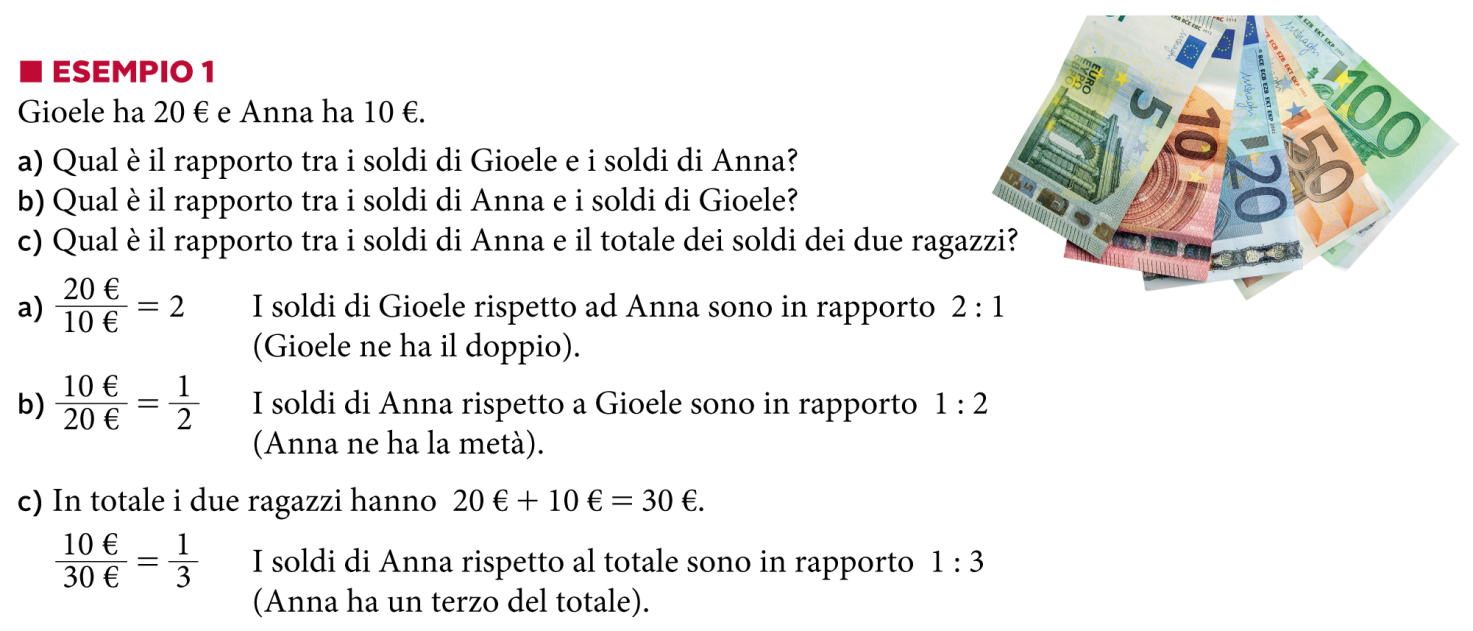 ESEMPIO 1
Gioele ha 20 € e Anna ha 10 €.
a) Qual è il rapporto tra i soldi di Gioele e i soldi di Anna?
b) Qual è il rapporto tra i soldi di Anna e i soldi di Gioele?
c) Qual è il rapporto tra i soldi di Anna e il totale dei soldi dei due ragazzi?
a) 20 € / 10 € = 2 I soldi di Gioele rispetto ad Anna sono in rapporto 2 : 1
(Gioele ne ha il doppio).
b) 10 € / 20 € = 1 / 2 I soldi di Anna rispetto a Gioele sono in rapporto 1 : 2
(Anna ne ha la metà).
c) In totale i due ragazzi hanno 20 € + 10 € = 30 €.
10 € / 30 € = 1 / 3 I soldi di Anna rispetto al totale sono in rapporto 1 : 3
(Anna ha un terzo del totale).
5
10
20
50
100
EURO